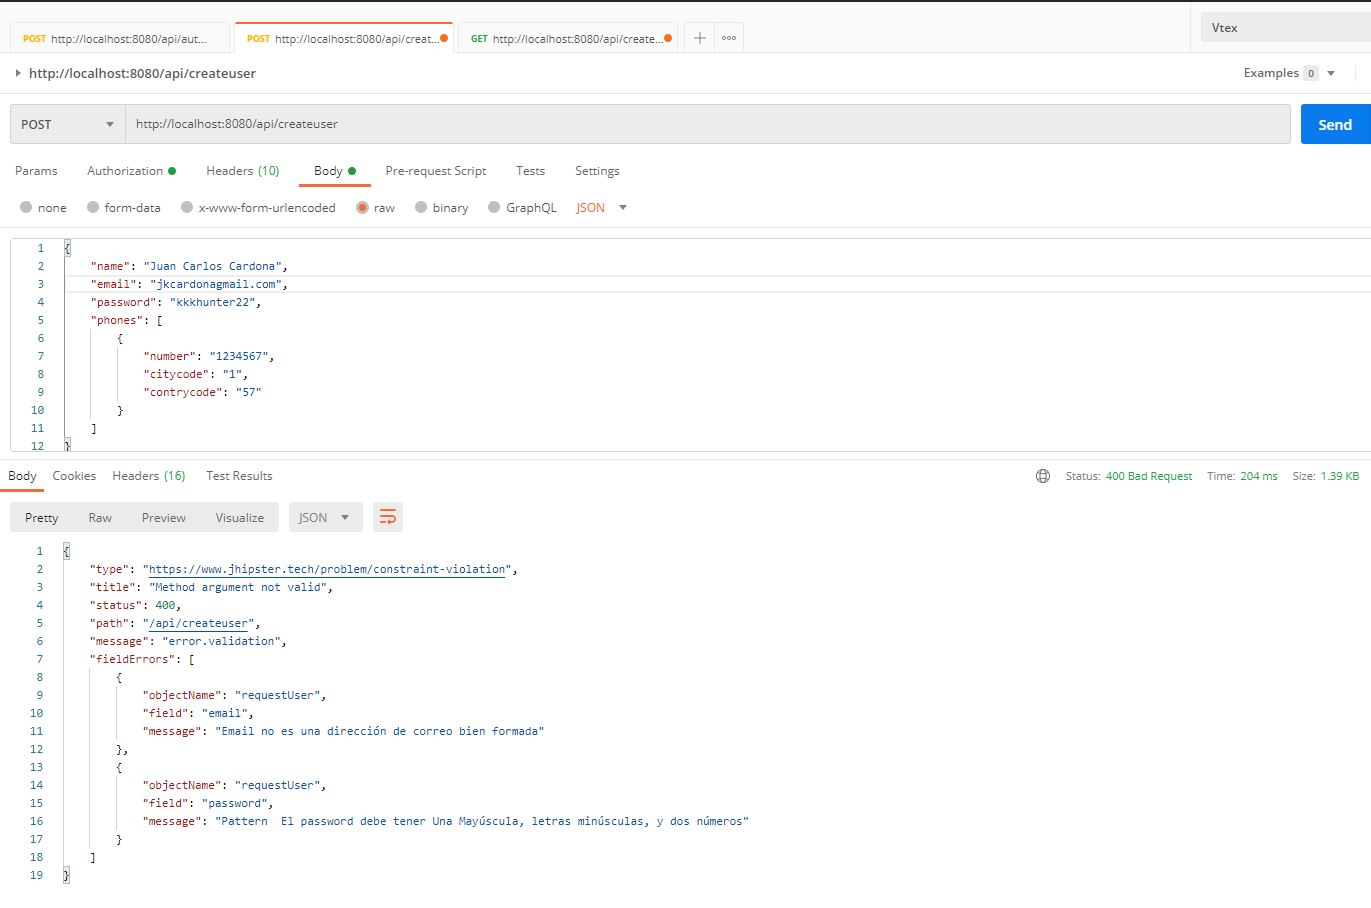 POST http://localhost:8080/api/aut...
POST http://localhost:8080/api/creat...
GET http://localhost:8080/api/create...
Vtex
http://localhost:8080/api/createuser
Examples 0
POST
http://localhost:8080/api/createuser
Send
Params Authorization Headers (10) Body Pre-request Script Tests Settings
none form-data x-www-form-urlencoded raw binary GraphQL JSON
1 {
2 "name": "Juan Carlos Cardona",
3 "email": "jkcardonagmail.com",
4 "password": "kkkhunter22",
5 "phones": [
6 {
7 "number": "1234567",
8 "citycode": "1",
9 "contrycode": "57"
10 }
11 ]
12 }
Body Cookies Headers (16) Test Results Status: 400 Bad Request Time: 204 ms Size: 1.39 KB
Pretty Raw Preview Visualize JSON
1 {
2 "type": "https://www.jhipster.tech/problem/constraint-violation",
3 "title": "Method argument not valid",
4 "status": 400,
5 "path": "/api/createuser",
6 "message": "error.validation",
7 "fieldErrors": [
8 {
9 "objectName": "requestUser",
10 "field": "email",
11 "message": "Email no es una dirección de correo bien formada"
12 },
13 {
14 "objectName": "requestUser",
15 "field": "password",
16 "message": "Pattern  El password debe tener Una Mayúscula, letras minúsculas, y dos números"
17 }
18 ]
19 }